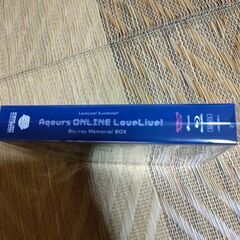 LoveLive! Sunshine!!
Aqours ONLINE LoveLive!
Blu-ray Memorial BOX